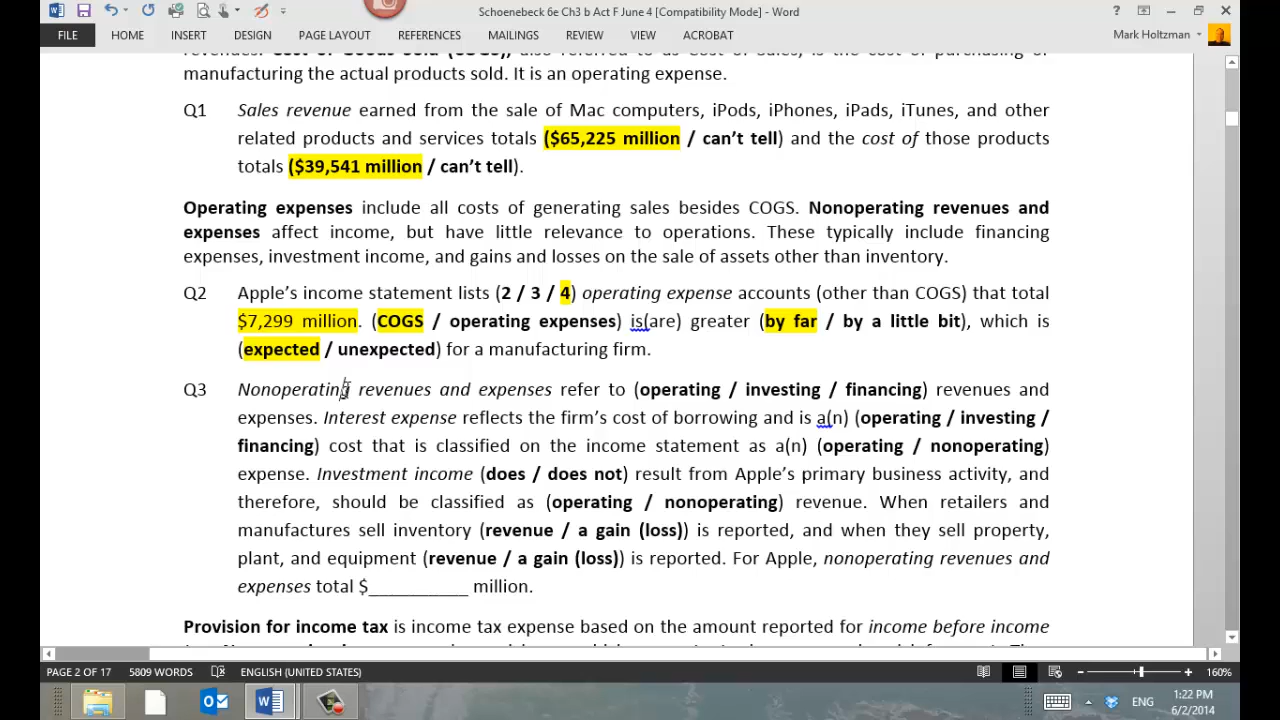 Schoenebeck 6e Ch3 b Act F June 4 [Compatibility Mode] - Word
FILE HOME INSERT DESIGN PAGE LAYOUT REFERENCES MAILINGS REVIEW VIEW ACROBAT Mark Holtzman
manufacturing the actual products sold. It is an operating expense.
Q1 Sales revenue earned from the sale of Mac computers, iPods, iPhones, iPads, iTunes, and other
related products and services totals ($65,225 million / can't tell) and the cost of those products
totals ($39,541 million / can't tell).
Operating expenses include all costs of generating sales besides COGS. Nonoperating revenues and
expenses affect income, but have little relevance to operations. These typically include financing
expenses, investment income, and gains and losses on the sale of assets other than inventory.
Q2 Apple's income statement lists (2 / 3 / 4) operating expense accounts (other than COGS) that total
$7,299 million. (COGS / operating expenses) is(are) greater (by far / by a little bit), which is
(expected / unexpected) for a manufacturing firm.
Q3 Nonoperating revenues and expenses refer to (operating / investing / financing) revenues and
expenses. Interest expense reflects the firm's cost of borrowing and is a(n) (operating / investing /
financing) cost that is classified on the income statement as a(n) (operating / nonoperating)
expense. Investment income (does / does not) result from Apple's primary business activity, and
therefore, should be classified as (operating / nonoperating) revenue. When retailers and
manufactures sell inventory (revenue / a gain (loss)) is reported, and when they sell property,
plant, and equipment (revenue / a gain (loss)) is reported. For Apple, nonoperating revenues and
expenses total $__________ million.
Provision for income tax is income tax expense based on the amount reported for income before income
PAGE 2 OF 17 5809 WORDS ENGLISH (UNITED STATES) 160%
ENG
1:22 PM
6/2/2014